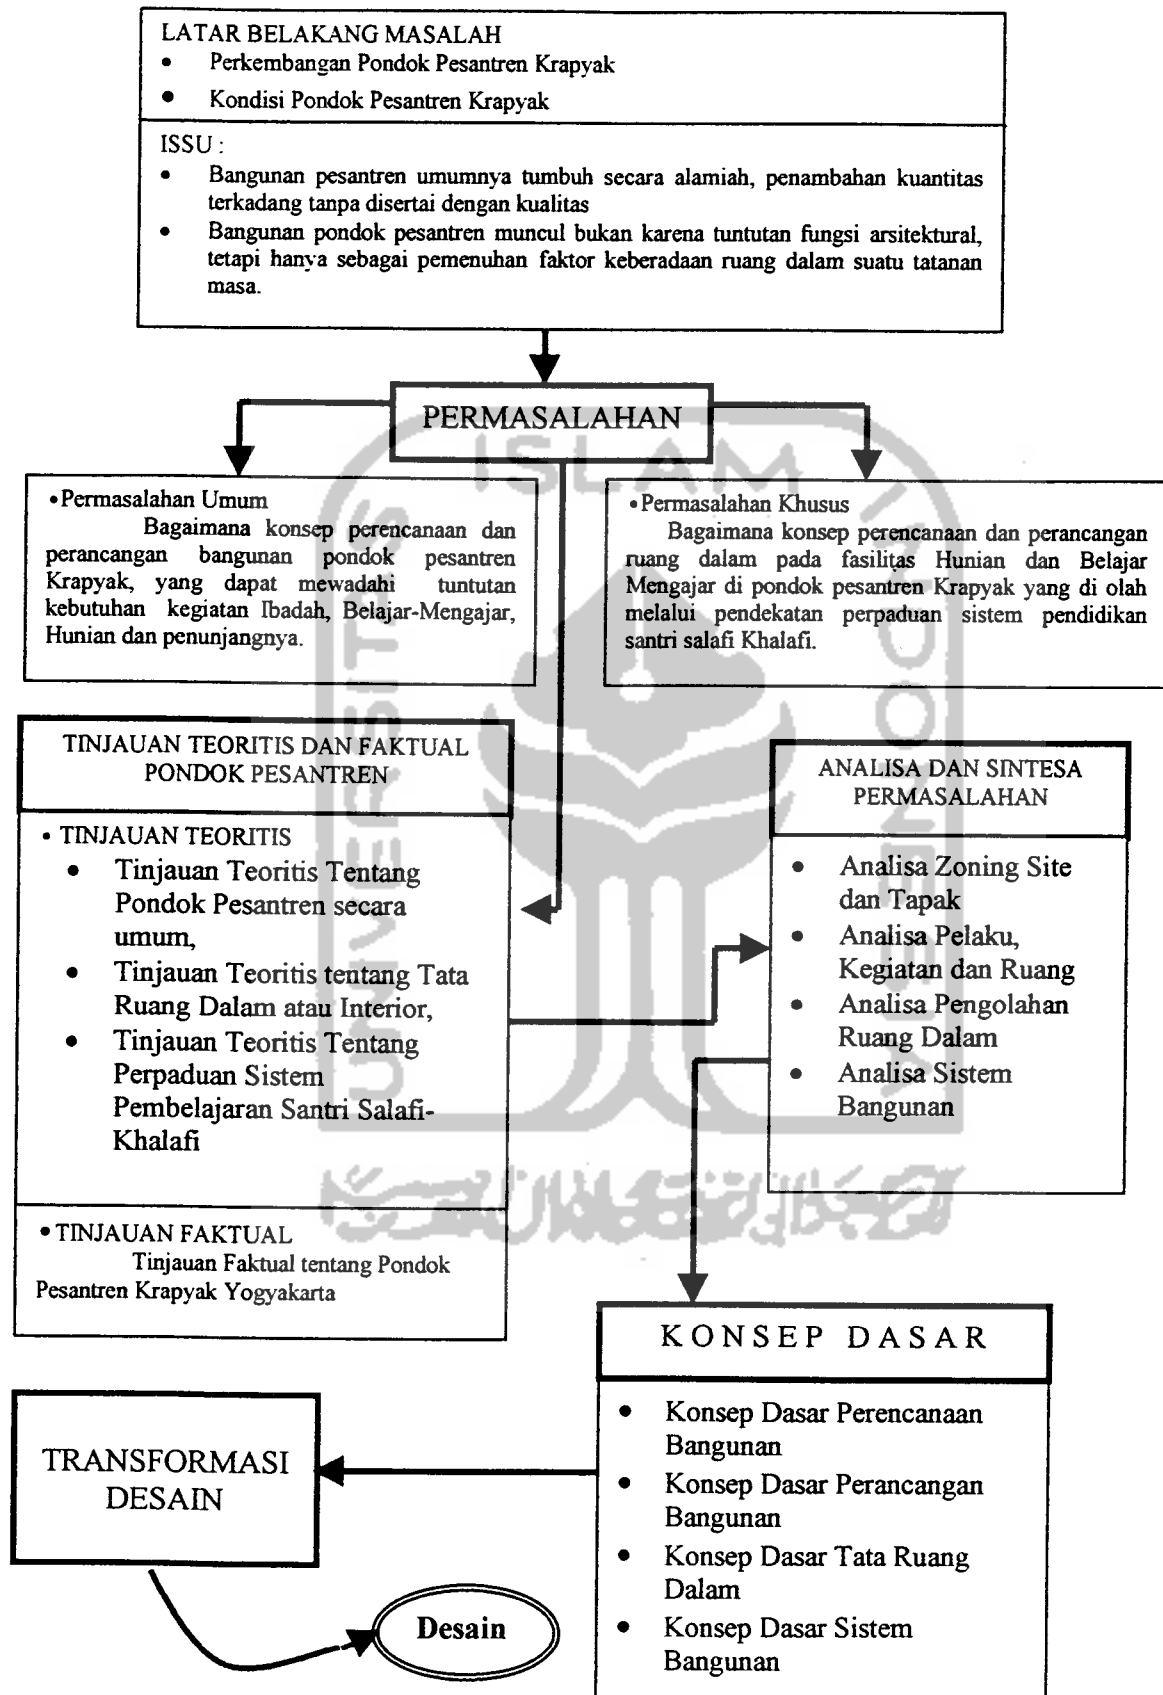 LATAR BELAKANG MASALAH
• Perkembangan Pondok Pesantren Krapyak
• Kondisi Pondok Pesantren Krapyak
ISSU :
• Bangunan pesantren umumnya tumbuh secara alamiah, penambahan kuantitas
terkadang tanpa disertai dengan kualitas
• Bangunan pondok pesantren muncul bukan karena tuntutan fungsi arsitektural,
tetapi hanya sebagai pemenuhan faktor keberadaan ruang dalam suatu tatanan
masa.
PERMASALAHAN
• Permasalahan Umum
Bagaimana konsep perencanaan dan
perancangan bangunan pondok pesantren
Krapyak, yang dapat mewadahi tuntutan
kebutuhan kegiatan Ibadah, Belajar-Mengajar,
Hunian dan penunjangnya.
• Permasalahan Khusus
Bagaimana konsep perencanaan dan perancangan
ruang dalam pada fasilitas Hunian dan Belajar
Mengajar di pondok pesantren Krapyak yang di olah
melalui pendekatan perpaduan sistem pendidikan
santri salafi Khalafi.
TINJAUAN TEORITIS DAN FAKTUAL
PONDOK PESANTREN
• TINJAUAN TEORITIS
• Tinjauan Teoritis Tentang
Pondok Pesantren secara
umum,
• Tinjauan Teoritis tentang Tata
Ruang Dalam atau Interior,
• Tinjauan Teoritis Tentang
Perpaduan Sistem
Pembelajaran Santri Salafi-
Khalafi
• TINJAUAN FAKTUAL
Tinjauan Faktual tentang Pondok
Pesantren Krapyak Yogyakarta
ANALISA DAN SINTESA
PERMASALAHAN
• Analisa Zoning Site
dan Tapak
• Analisa Pelaku,
Kegiatan dan Ruang
• Analisa Pengolahan
Ruang Dalam
• Analisa Sistem
Bangunan
KONSEP DASAR
• Konsep Dasar Perencanaan
Bangunan
• Konsep Dasar Perancangan
Bangunan
• Konsep Dasar Tata Ruang
Dalam
• Konsep Dasar Sistem
Bangunan
TRANSFORMASI
DESAIN
Desain
UNIVERSITAS
ISLAM
INDONESIA